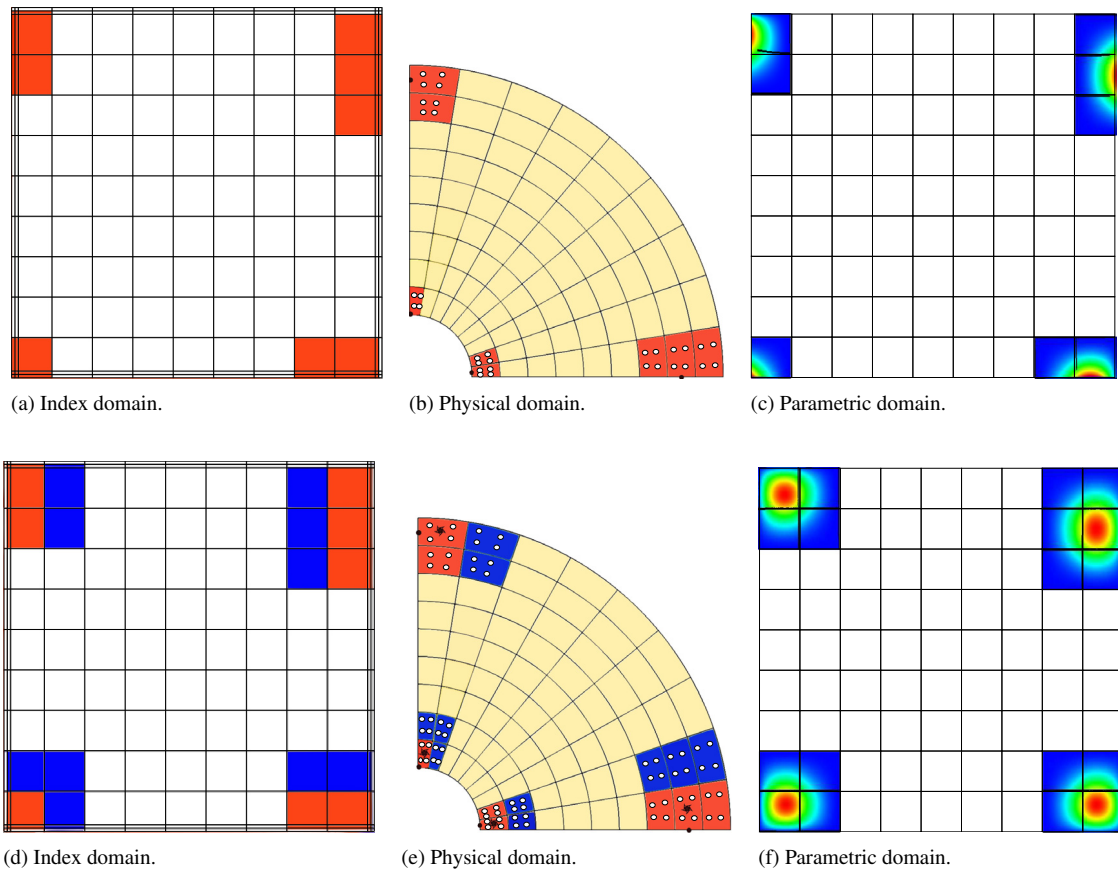 (a) Index domain.
(b) Physical domain.
(c) Parametric domain.
(d) Index domain.
(e) Physical domain.
(f) Parametric domain.